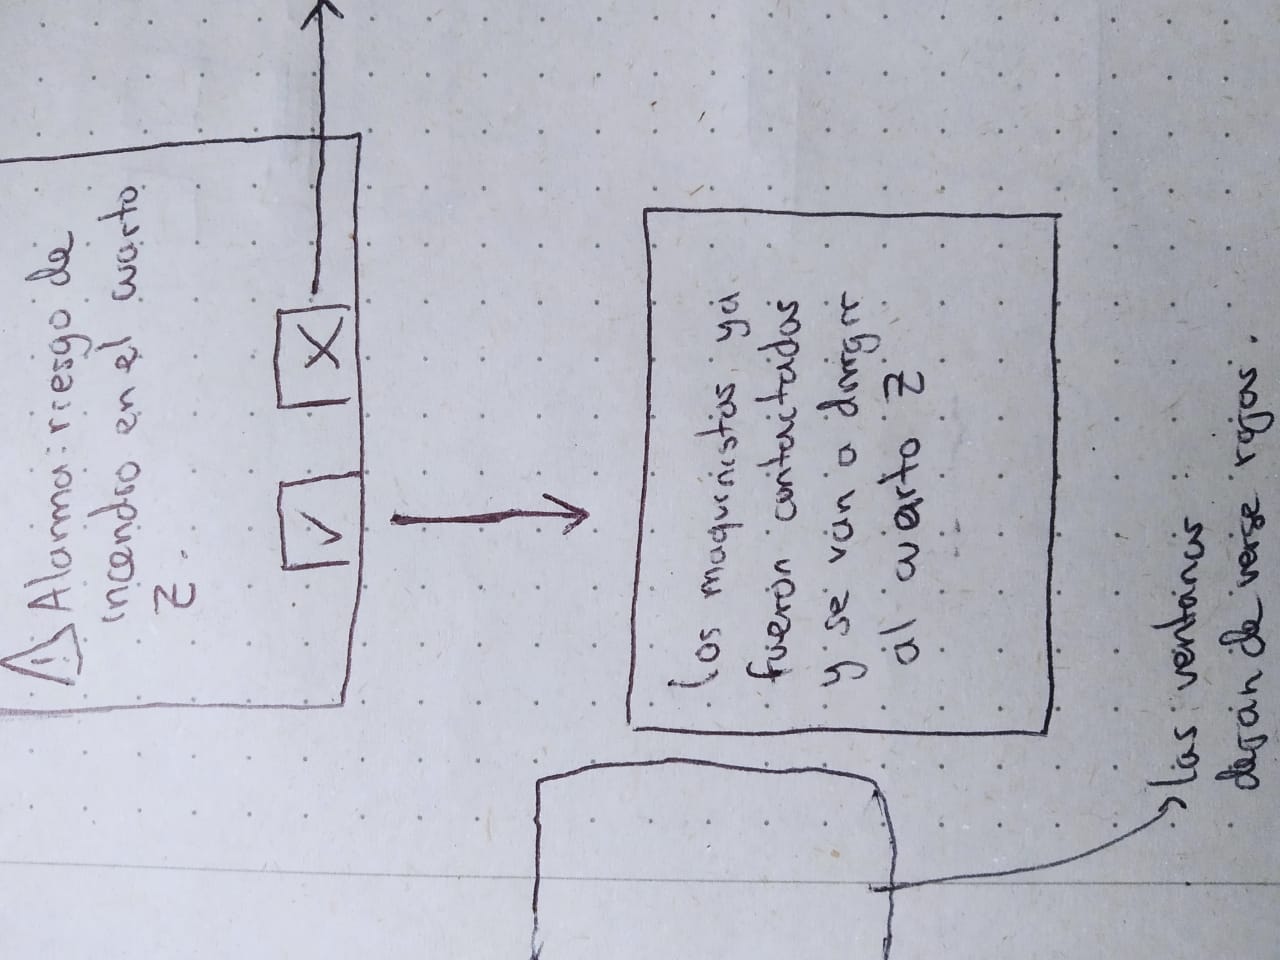 Alarma: riesgo de
incendio en el cuarto
Z.
los maquinistas ya
fueron contactados
y se van a dirigir
al cuarto Z
las ventanas
dejan de verse rojas.